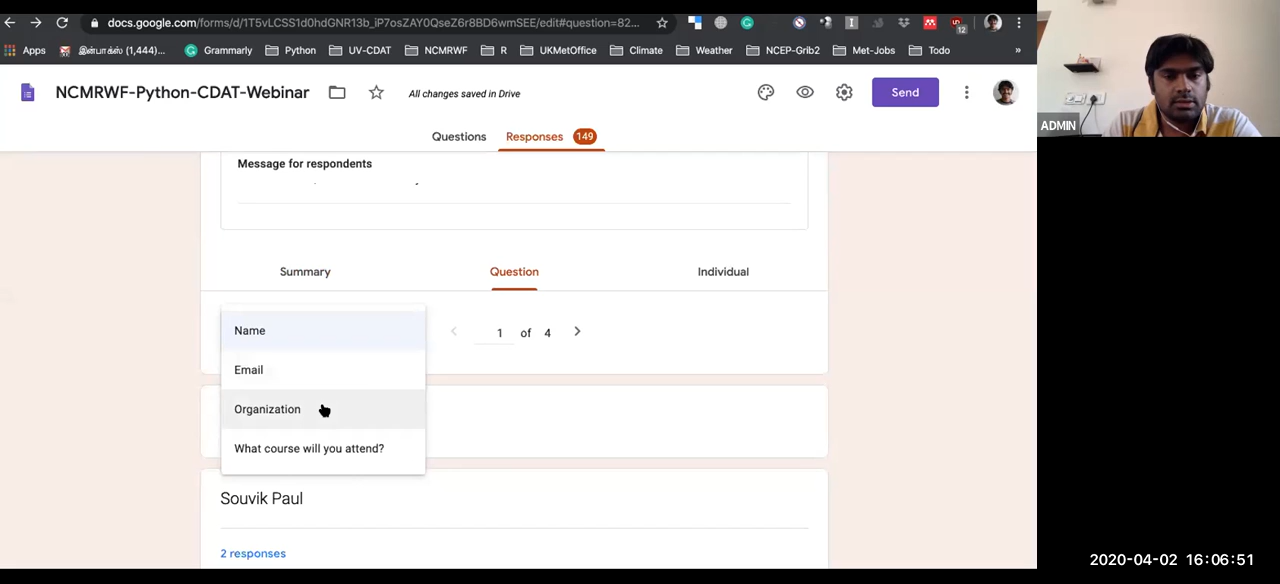 docs.google.com/forms/d/1T5vLCSS1d0hdGNR13b_iP7osZAY0QseZ6r8BD6wmSEE/edit#question=82...
12
Apps இன்பாக்ஸ் (1,444)... Grammarly Python UV-CDAT NCMRWF R UKMetOffice Climate Weather NCEP-Grib2 Met-Jobs Todo »
NCMRWF-Python-CDAT-Webinar All changes saved in Drive Send
ADMIN
Questions Responses 149
Message for respondents
Summary Question Individual
Name
1 of 4
Email
Organization
What course will you attend?
Souvik Paul
2 responses
2020-04-02 16:06:51